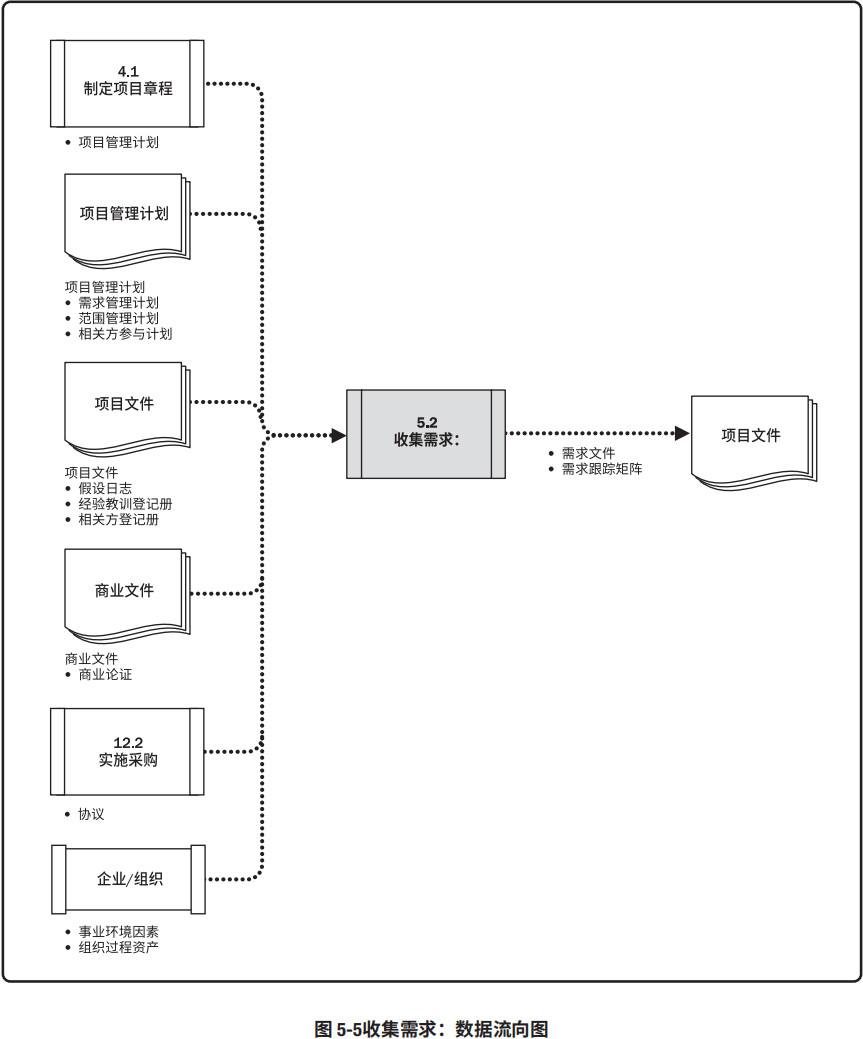 4.1
制定项目章程
• 项目管理计划
项目管理计划
项目管理计划
• 需求管理计划
• 范围管理计划
• 相关方参与计划
项目文件
项目文件
• 假设日志
• 经验教训登记册
• 相关方登记册
商业文件
商业文件
• 商业论证
12.2
实施采购
• 协议
企业/组织
• 事业环境因素
• 组织过程资产
5.2
收集需求：
• 需求文件
• 需求跟踪矩阵
项目文件
图 5-5收集需求：数据流向图